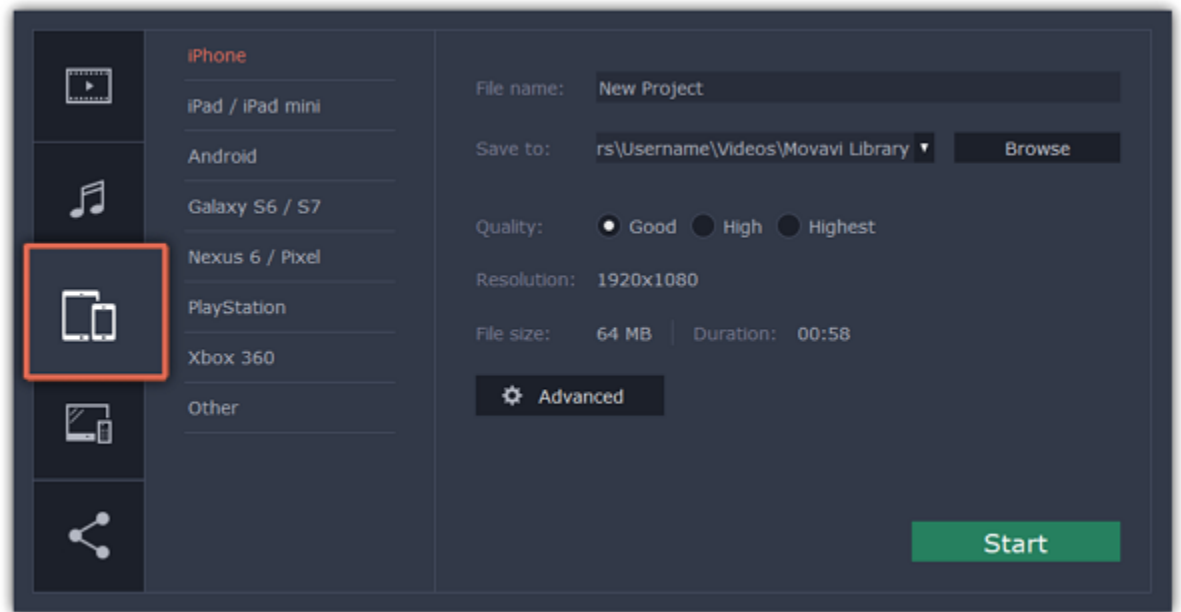 iPhone
iPad / iPad mini
Android
Galaxy S6 / S7
Nexus 6 / Pixel
PlayStation
Xbox 360
Other
File name: New Project
Save to: rs\Username\Videos\Movavi Library Browse
Quality: Good High Highest
Resolution: 1920x1080
File size: 64 MB Duration: 00:58
Advanced
Start